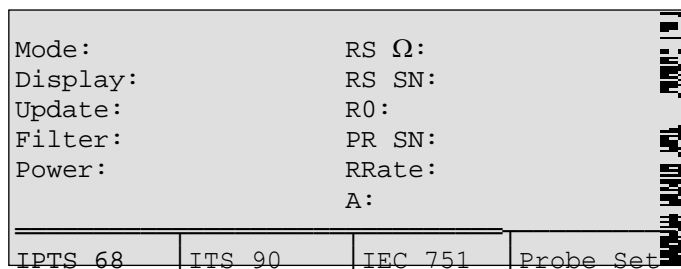 Mode: RS Ω:
Display: RS SN:
Update: R0:
Filter: PR SN:
Power: RRate:
A:
IPTS 68 ITS 90 IEC 751 Probe Set